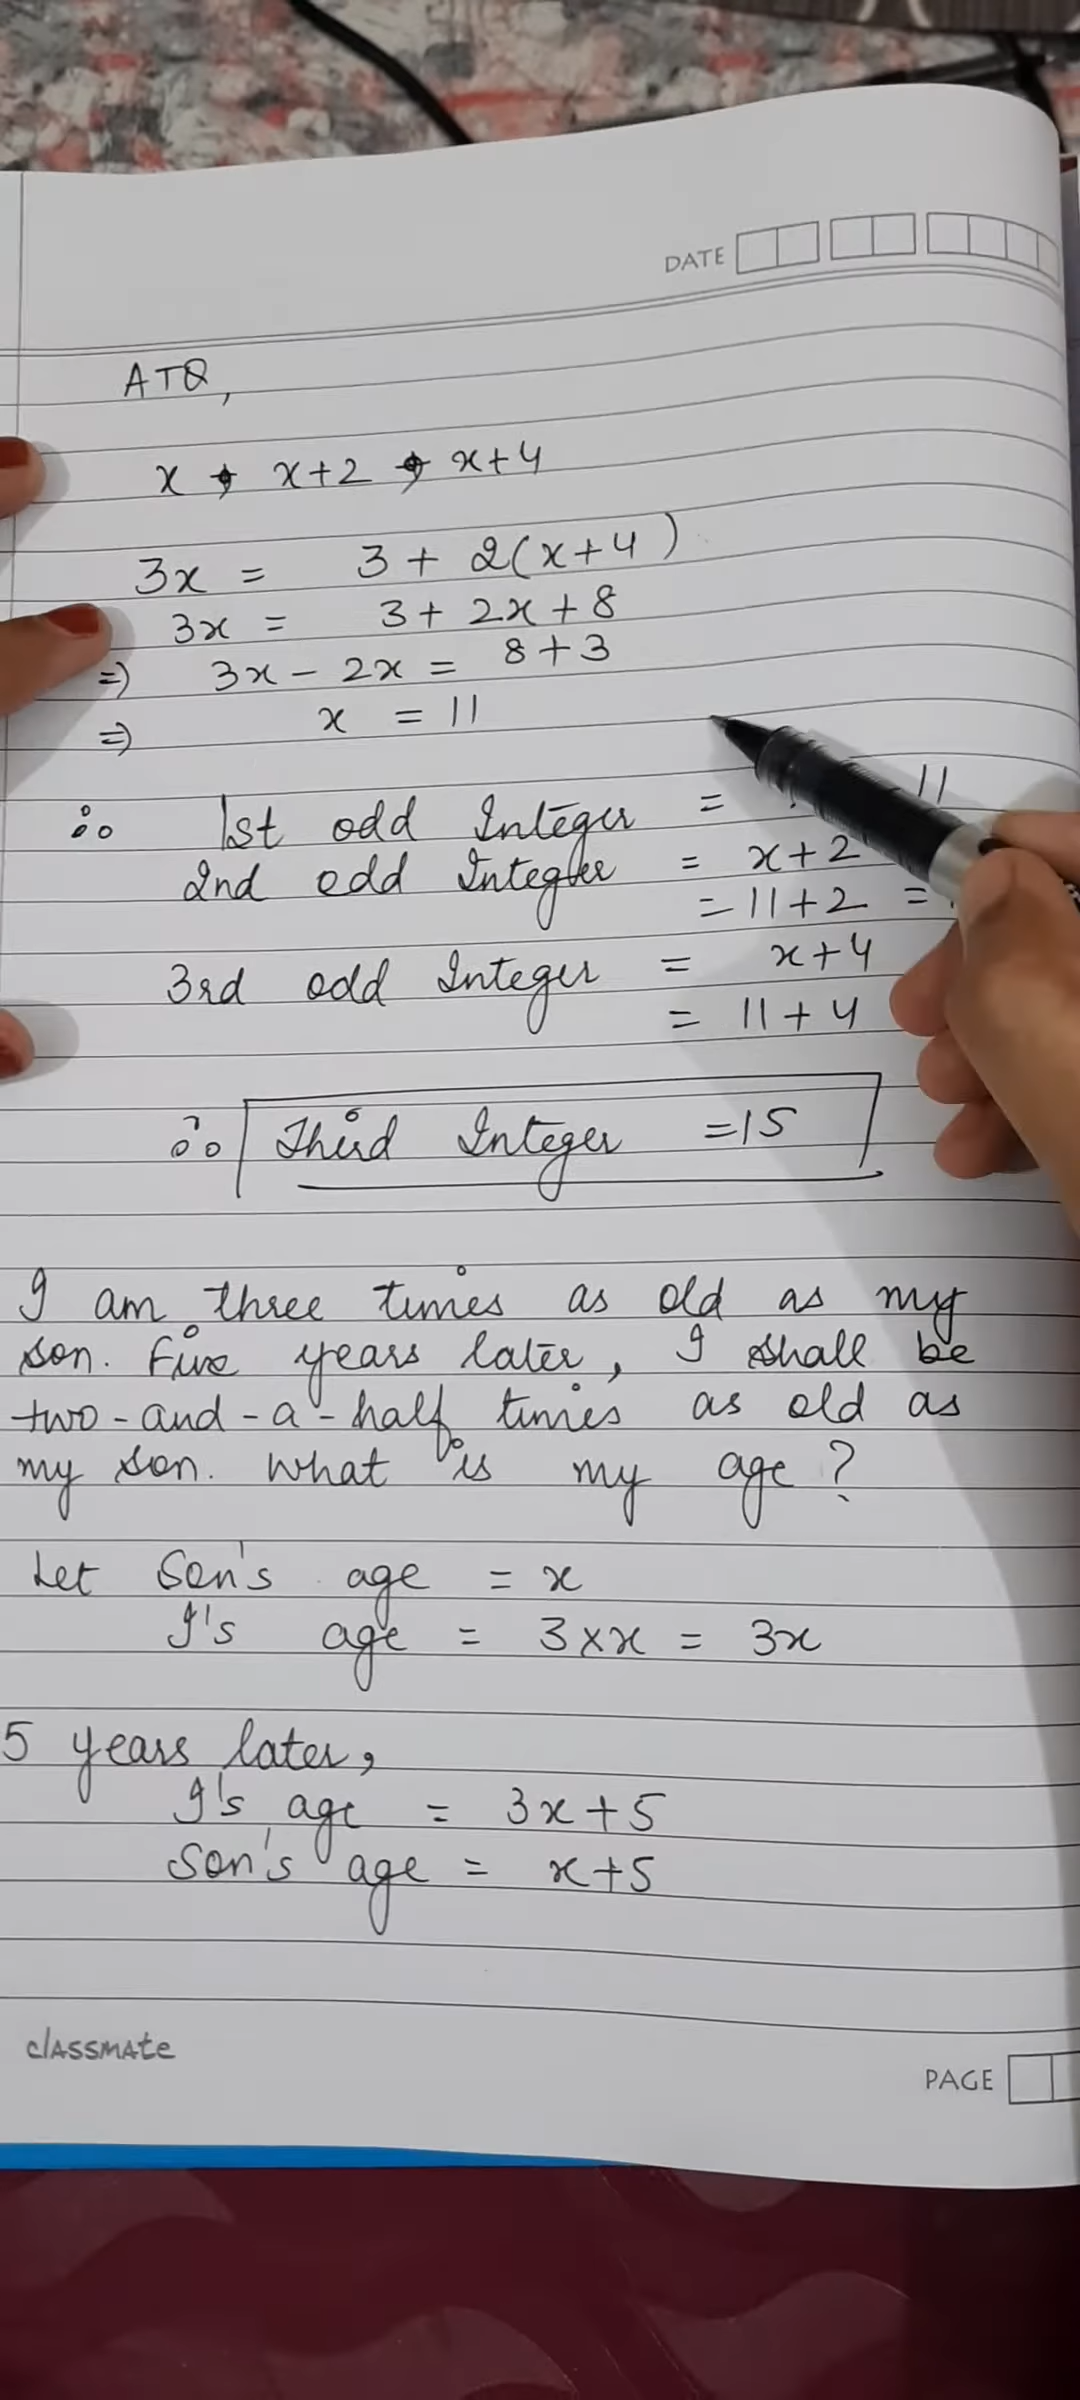 DATE
ATQ,
x , x+2 , x+4
3x = 3 + 2(x+4)
3x = 3 + 2x + 8
⇒ 3x - 2x = 8+3
⇒ x = 11
∴ 1st odd Integer = 11
2nd odd Integer = x+2
= 11+2 =
3rd odd Integer = x+4
= 11+4
∴ Third Integer = 15
I am three times as old as my
son. Five years later, I shall be
two-and-a-half times as old as
my son. What is my age?
Let Son's age = x
I's age = 3×x = 3x
5 years later,
I's age = 3x+5
Son's age = x+5
classmate
PAGE